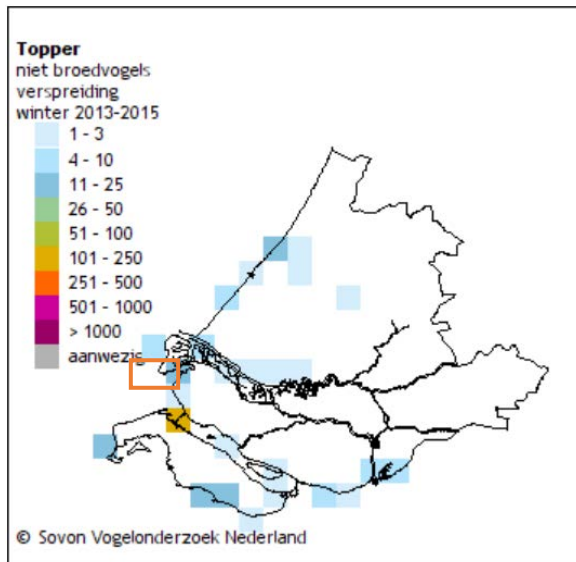 Topper
niet broedvogels
verspreiding
winter 2013-2015
1 - 3
4 - 10
11 - 25
26 - 50
51 - 100
101 - 250
251 - 500
501 - 1000
> 1000
aanwezig
© Sovon Vogelonderzoek Nederland